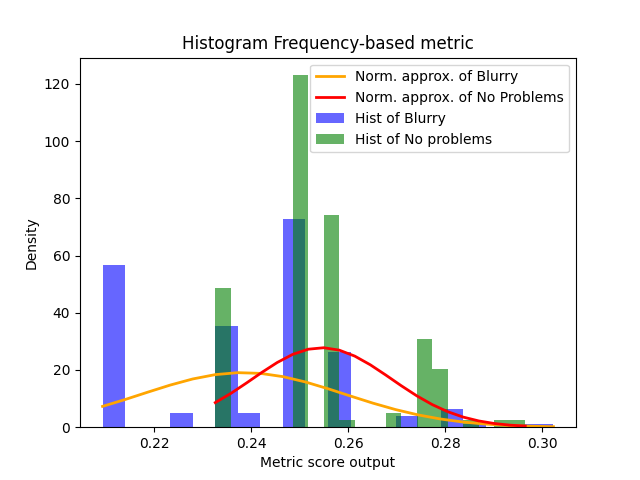 Histogram Frequency-based metric
Norm. approx. of Blurry
Norm. approx. of No Problems
Hist of Blurry
Hist of No problems
Density
120
100
80
60
40
20
0
0.22
0.24
0.26
0.28
0.30
Metric score output